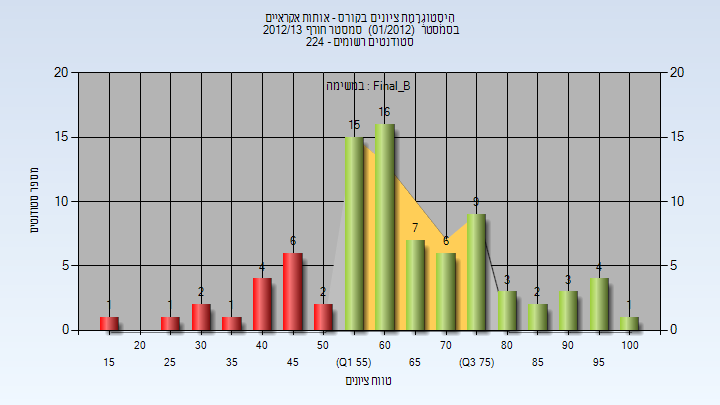 היסטוגרמת ציונים בקורס - אותות אקראיים
בסמסטר (01/2012) סמסטר חורף 2012/13
סטודנטים רשומים - 224
במשימה : Final_B
20 20
15 15
10 10
5 5
0 0
מספר סטודנטים
1 1 2 1 4 6 2 15 16 7 6 9 3 2 3 4 1
20 30 40 50 60 70 80 90 100
15 25 35 45 (Q1 55) 65 (Q3 75) 85 95
טווח ציונים